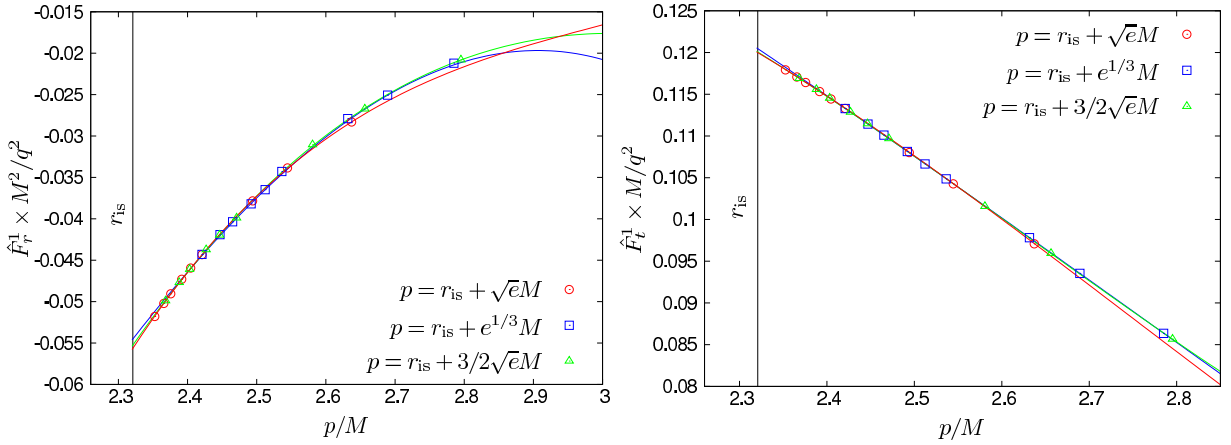 -0.015
-0.02
-0.025
-0.03
-0.035
-0.04
-0.045
-0.05
-0.055
-0.06
F̂_r^1 × M^2/q^2
r_is
p = r_is + √e M
p = r_is + e^{1/3} M
p = r_is + 3/2√e M
2.3 2.4 2.5 2.6 2.7 2.8 2.9 3
p/M
0.125
0.12
0.115
0.11
0.105
0.1
0.095
0.09
0.085
0.08
F̂_t^1 × M/q^2
r_is
p = r_is + √e M
p = r_is + e^{1/3} M
p = r_is + 3/2√e M
2.3 2.4 2.5 2.6 2.7 2.8
p/M